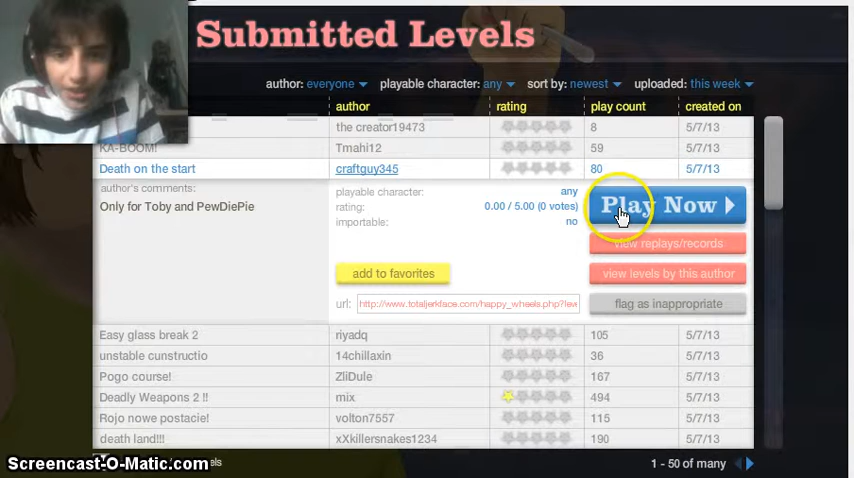 Submitted Levels
author: everyone playable character: any sort by: newest uploaded: this week
author rating play count created on
the creator19473 8 5/7/13
KA-BOOM! Tmahi12 59 5/7/13
Death on the start craftguy345 80 5/7/13
author's comments:
Only for Toby and PewDiePie
playable character: any
rating: 0.00 / 5.00 (0 votes)
importable: no
Play Now
view replays/records
add to favorites
view levels by this author
url: http://www.totaljerkface.com/happy_wheels.php?lev
flag as inappropriate
Easy glass break 2 riyadq 105 5/7/13
unstable cunstructio 14chillaxin 36 5/7/13
Pogo course! ZliDule 167 5/7/13
Deadly Weapons 2 !! mix 494 5/7/13
Rojo nowe postacie! volton7557 115 5/7/13
death land!!! xXkillersnakes1234 190 5/7/13
Screencast-O-Matic.com
1 - 50 of many